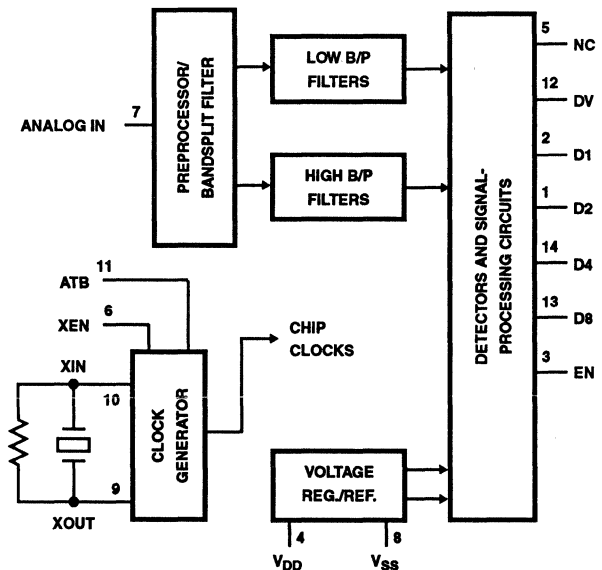 5
NC
LOW B/P
FILTERS
12
DV
7
ANALOG IN
PREPROCESSOR/
BANDSPLIT FILTER
2
D1
HIGH B/P
FILTERS
1
D2
DETECTORS AND SIGNAL-
PROCESSING CIRCUITS
14
D4
11
ATB
13
D8
6
XEN
CHIP
CLOCKS
3
EN
XIN
10
CLOCK
GENERATOR
9
XOUT
VOLTAGE
REG./REF.
4
8
VDD
VSS